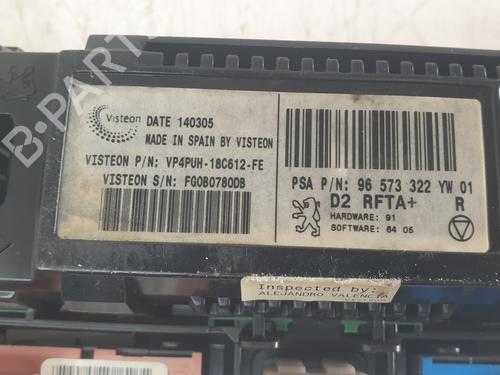 B-PARTS
Visteon DATE 140305
MADE IN SPAIN BY VISTEON
VISTEON P/N: VP4PUH-18C612-FE
VISTEON S/N: FG0B0780DB
PSA P/N: 96 573 322 YW 01
D2 RFTA+ R
HARDWARE: 91
SOFTWARE: 64 05
Inspected by:
ALEJANDRO VALENCIA